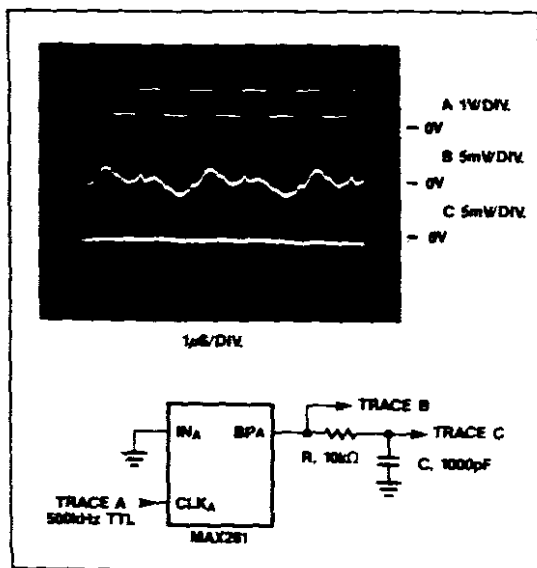 A 1V/DIV.
- 0V
B 5mV/DIV.
- 0V
C 5mV/DIV.
- 0V
1μS/DIV.
INA
BPA
TRACE B
TRACE C
R, 10kΩ
C, 1000pF
TRACE A
500kHz TTL
CLKA
MAX261